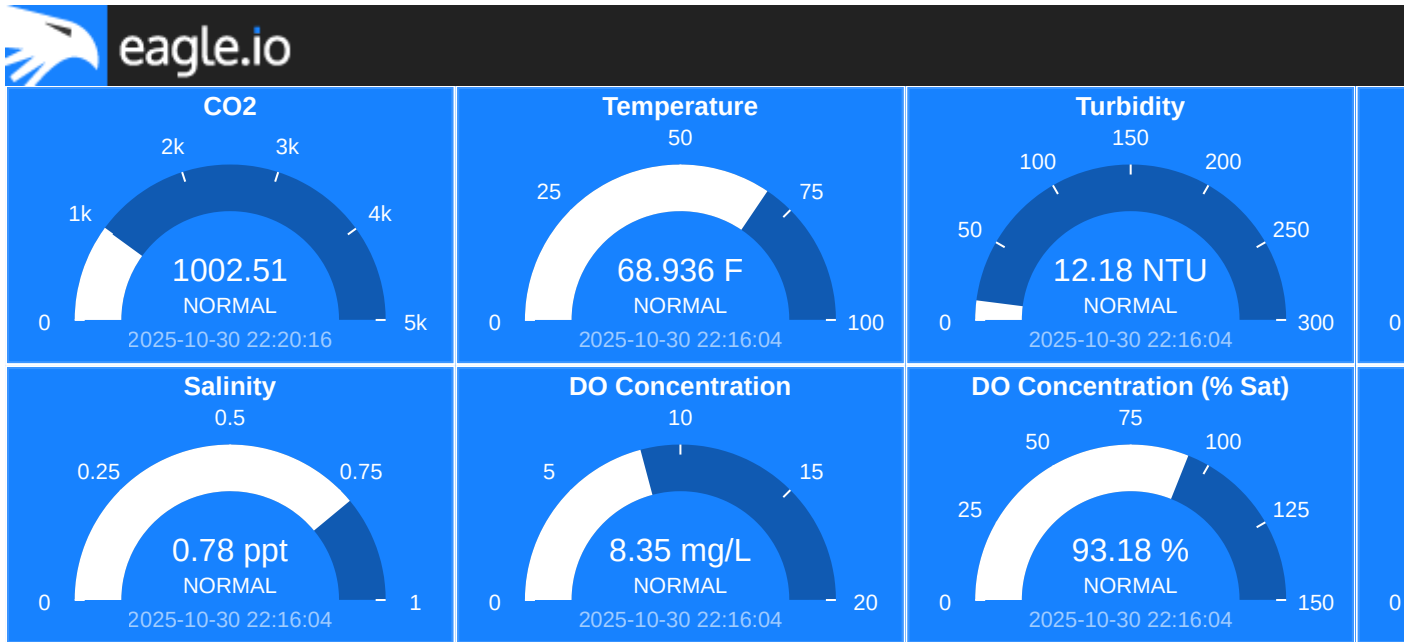 eagle.io
CO2
2k 3k
1k 4k
1002.51
NORMAL
0 5k
2025-10-30 22:20:16
Temperature
50
25 75
68.936 F
NORMAL
0 100
2025-10-30 22:16:04
Turbidity
150
100 200
50 250
12.18 NTU
NORMAL
0 300
2025-10-30 22:16:04
0
Salinity
0.5
0.25 0.75
0.78 ppt
NORMAL
0 1
2025-10-30 22:16:04
DO Concentration
10
5 15
8.35 mg/L
NORMAL
0 20
2025-10-30 22:16:04
DO Concentration (% Sat)
75
50 100
25 125
93.18 %
NORMAL
0 150
2025-10-30 22:16:04
0